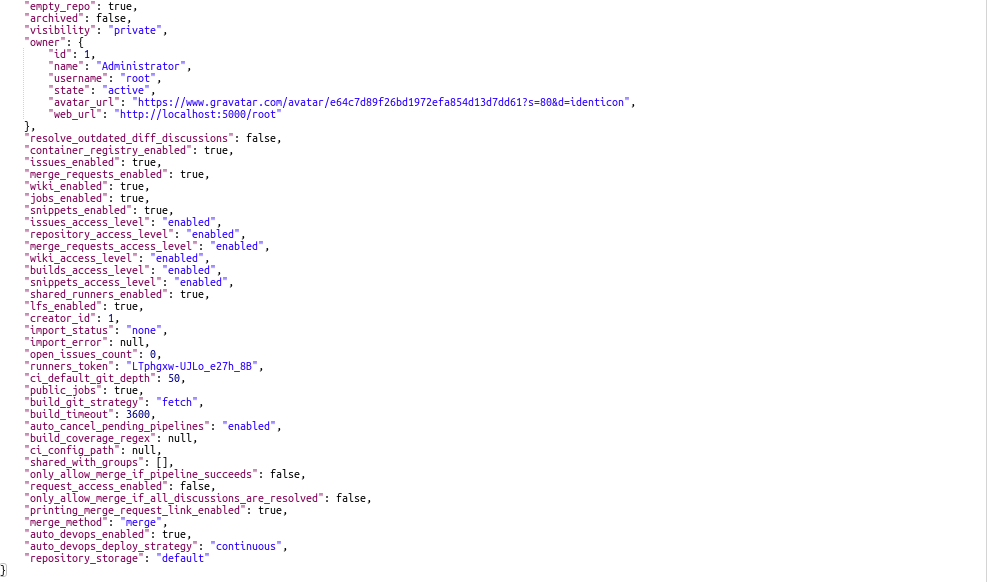 "empty_repo": true,
"archived": false,
"visibility": "private",
"owner": {
"id": 1,
"name": "Administrator",
"username": "root",
"state": "active",
"avatar_url": "https://www.gravatar.com/avatar/e64c7d89f26bd1972efa854d13d7dd61?s=80&d=identicon",
"web_url": "http://localhost:5000/root"
},
"resolve_outdated_diff_discussions": false,
"container_registry_enabled": true,
"issues_enabled": true,
"merge_requests_enabled": true,
"wiki_enabled": true,
"jobs_enabled": true,
"snippets_enabled": true,
"issues_access_level": "enabled",
"repository_access_level": "enabled",
"merge_requests_access_level": "enabled",
"wiki_access_level": "enabled",
"builds_access_level": "enabled",
"snippets_access_level": "enabled",
"shared_runners_enabled": true,
"lfs_enabled": true,
"creator_id": 1,
"import_status": "none",
"import_error": null,
"open_issues_count": 0,
"runners_token": "LTphgxw-UJLo_e27h_8B",
"ci_default_git_depth": 50,
"public_jobs": true,
"build_git_strategy": "fetch",
"build_timeout": 3600,
"auto_cancel_pending_pipelines": "enabled",
"build_coverage_regex": null,
"ci_config_path": null,
"shared_with_groups": [],
"only_allow_merge_if_pipeline_succeeds": false,
"request_access_enabled": false,
"only_allow_merge_if_all_discussions_are_resolved": false,
"printing_merge_request_link_enabled": true,
"merge_method": "merge",
"auto_devops_enabled": true,
"auto_devops_deploy_strategy": "continuous",
"repository_storage": "default"
}